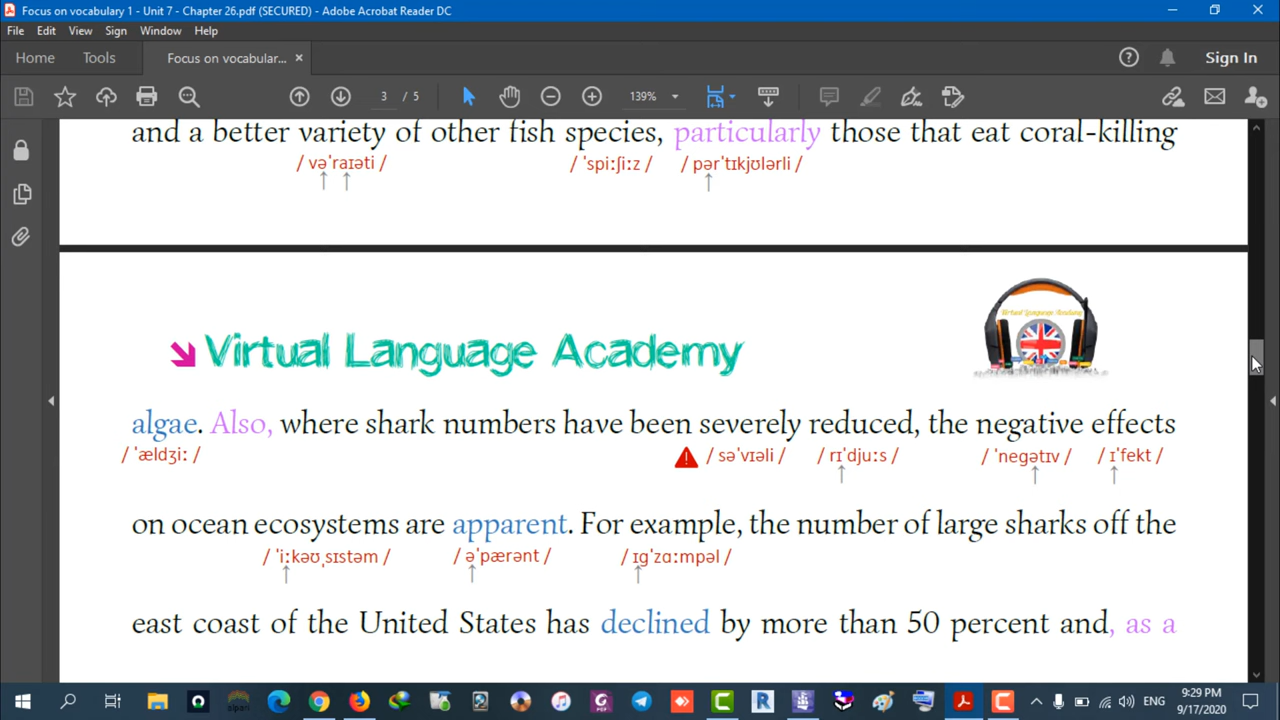 Focus on vocabulary 1 - Unit 7 - Chapter 26.pdf (SECURED) - Adobe Acrobat Reader DC
File Edit View Sign Window Help
Home Tools Focus on vocabular... × Sign In
3 / 5 139%
and a better variety of other fish species, particularly those that eat coral-killing
/ vəˈraɪəti / / ˈspiːʃiːz / / pərˈtɪkjʊlərli /
Virtual Language Academy
Virtual Language Academy
algae. Also, where shark numbers have been severely reduced, the negative effects
/ ˈældʒiː / / səˈvɪəli / / rɪˈdjuːs / / ˈnegətɪv / / ɪˈfekt /
on ocean ecosystems are apparent. For example, the number of large sharks off the
/ ˈiːkəʊˌsɪstəm / / əˈpærənt / / ɪgˈzɑːmpəl /
east coast of the United States has declined by more than 50 percent and, as a
ENG
9:29 PM
9/17/2020